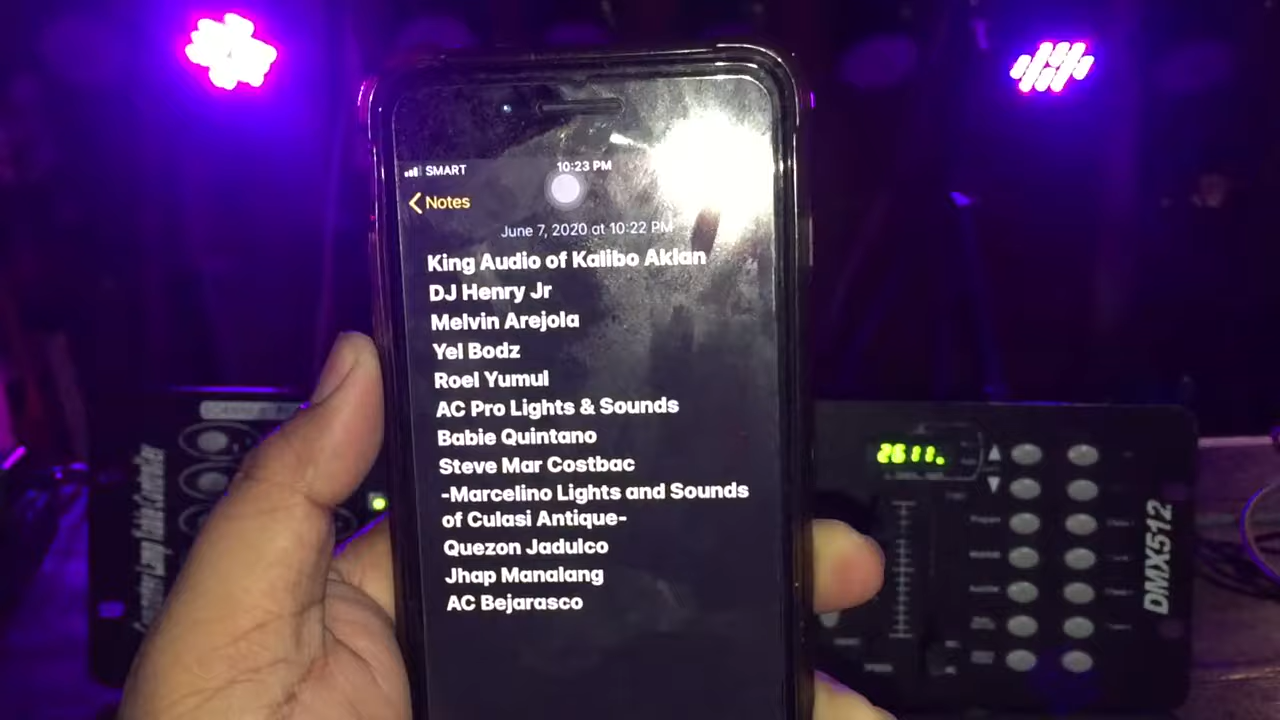 SMART
10:23 PM
Notes
June 7, 2020 at 10:22 PM
King Audio of Kalibo Aklan
DJ Henry Jr
Melvin Arejola
Yel Bodz
Roel Yumul
AC Pro Lights & Sounds
Babie Quintano
Steve Mar Costbac
-Marcelino Lights and Sounds
of Culasi Antique-
Quezon Jadulco
Jhap Manalang
AC Bejarasco
2611.
DMX512